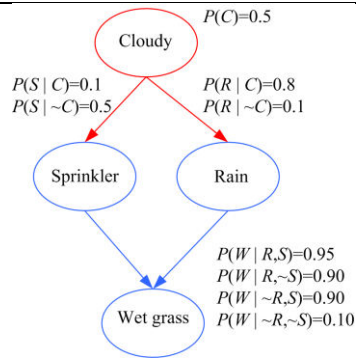 P(C)=0.5
Cloudy
P(S | C)=0.1
P(S | ~C)=0.5
P(R | C)=0.8
P(R | ~C)=0.1
Sprinkler
Rain
P(W | R,S)=0.95
P(W | R,~S)=0.90
P(W | ~R,S)=0.90
P(W | ~R,~S)=0.10
Wet grass